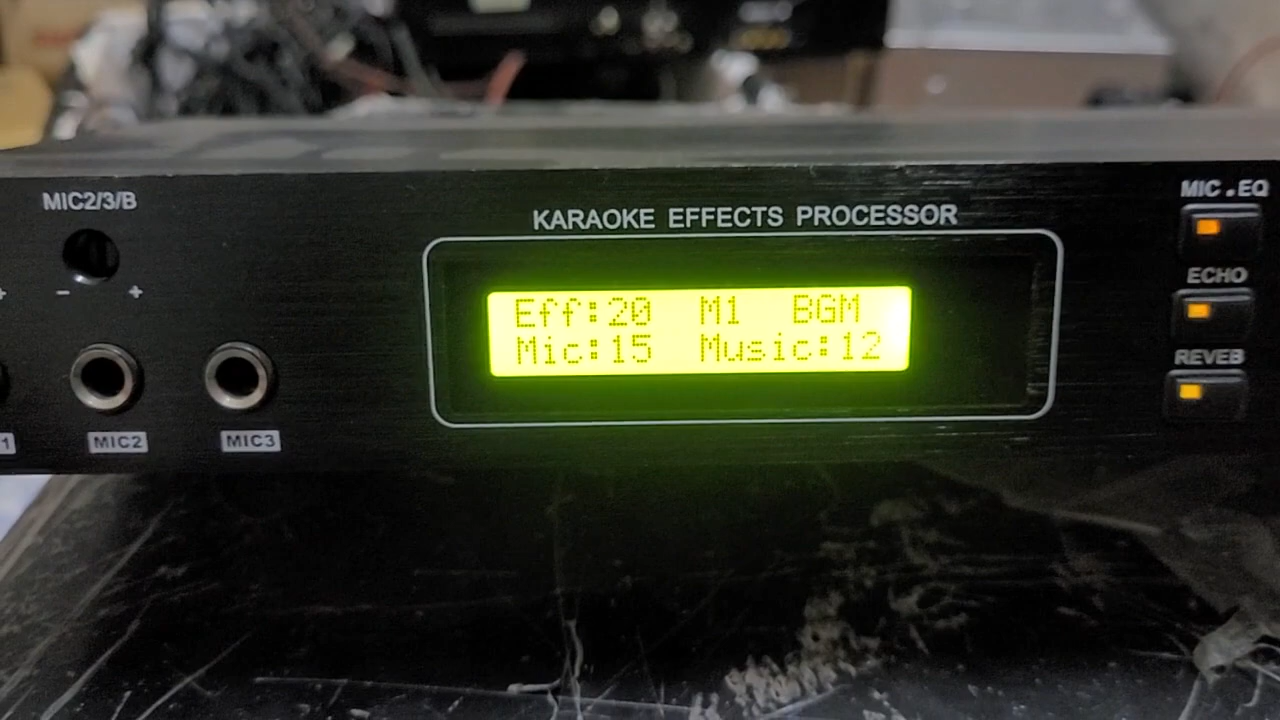 MIC2/3/B
- +
MIC2
MIC3
KARAOKE EFFECTS PROCESSOR
Eff:20 M1 BGM
Mic:15 Music:12
MIC.EQ
ECHO
REVEB